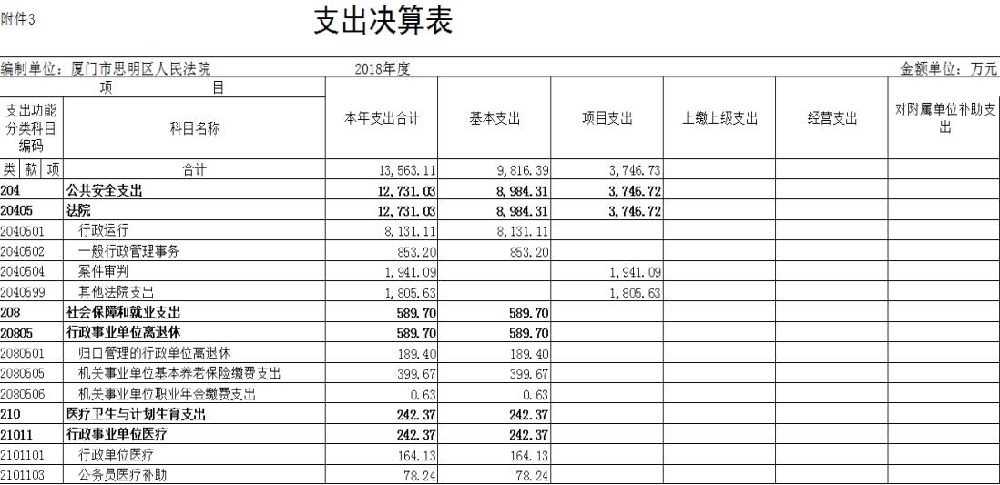 附件3
支出决算表
编制单位：厦门市思明区人民法院 2018年度 金额单位：万元
项 目 本年支出合计 基本支出 项目支出 上缴上级支出 经营支出 对附属单位补助支出
支出功能分类科目编码 科目名称
类 款 项 合计 13,563.11 9,816.39 3,746.73
204 公共安全支出 12,731.03 8,984.31 3,746.72
20405 法院 12,731.03 8,984.31 3,746.72
2040501 行政运行 8,131.11 8,131.11
2040502 一般行政管理事务 853.20 853.20
2040504 案件审判 1,941.09 1,941.09
2040599 其他法院支出 1,805.63 1,805.63
208 社会保障和就业支出 589.70 589.70
20805 行政事业单位离退休 589.70 589.70
2080501 归口管理的行政单位离退休 189.40 189.40
2080505 机关事业单位基本养老保险缴费支出 399.67 399.67
2080506 机关事业单位职业年金缴费支出 0.63 0.63
210 医疗卫生与计划生育支出 242.37 242.37
21011 行政事业单位医疗 242.37 242.37
2101101 行政单位医疗 164.13 164.13
2101103 公务员医疗补助 78.24 78.24